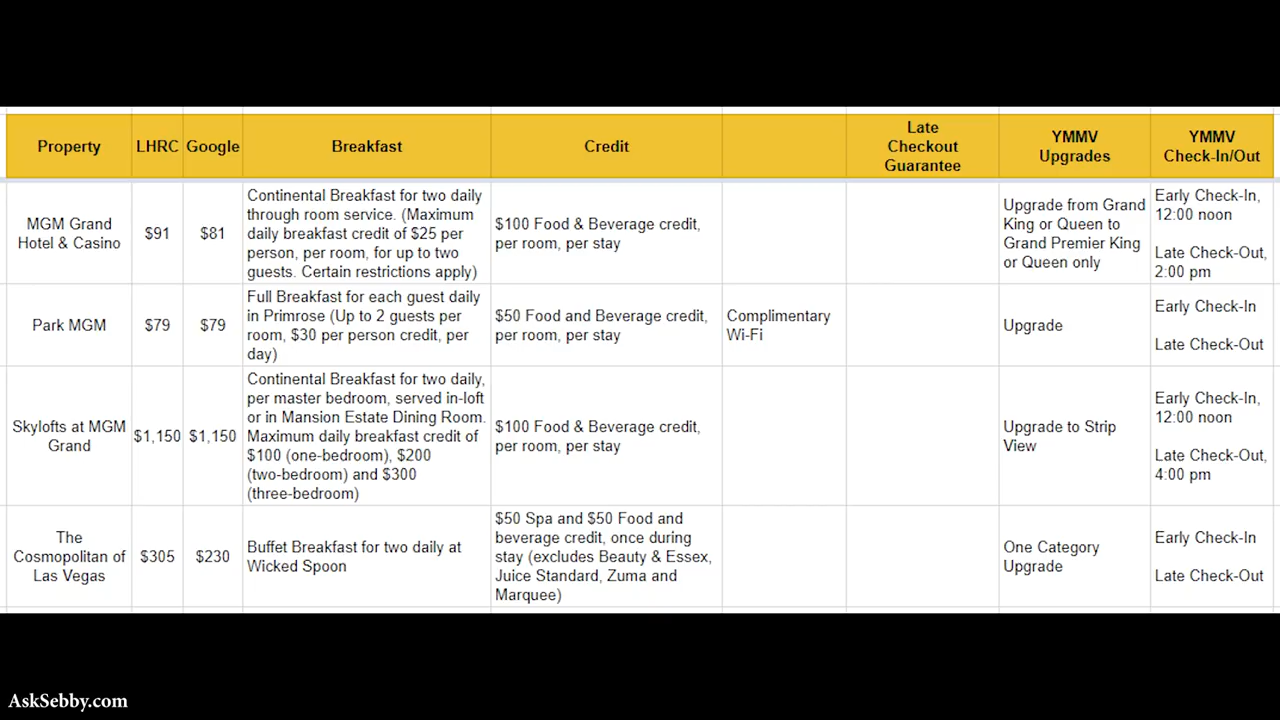 Property LHRC Google Breakfast Credit Late Checkout Guarantee YMMV Upgrades YMMV Check-In/Out
MGM Grand
Hotel & Casino
$91
$81
Continental Breakfast for two daily
through room service. (Maximum
daily breakfast credit of $25 per
person, per room, for up to two
guests. Certain restrictions apply)
$100 Food & Beverage credit,
per room, per stay
Upgrade from Grand
King or Queen to
Grand Premier King
or Queen only
Early Check-In,
12:00 noon
Late Check-Out,
2:00 pm
Park MGM
$79
$79
Full Breakfast for each guest daily
in Primrose (Up to 2 guests per
room, $30 per person credit, per
day)
$50 Food and Beverage credit,
per room, per stay
Complimentary
Wi-Fi
Upgrade
Early Check-In
Late Check-Out
Skylofts at MGM
Grand
$1,150
$1,150
Continental Breakfast for two daily,
per master bedroom, served in-loft
or in Mansion Estate Dining Room.
Maximum daily breakfast credit of
$100 (one-bedroom), $200
(two-bedroom) and $300
(three-bedroom)
$100 Food & Beverage credit,
per room, per stay
Upgrade to Strip
View
Early Check-In,
12:00 noon
Late Check-Out,
4:00 pm
The
Cosmopolitan of
Las Vegas
$305
$230
Buffet Breakfast for two daily at
Wicked Spoon
$50 Spa and $50 Food and
beverage credit, once during
stay (excludes Beauty & Essex,
Juice Standard, Zuma and
Marquee)
One Category
Upgrade
Early Check-In
Late Check-Out
AskSebby.com